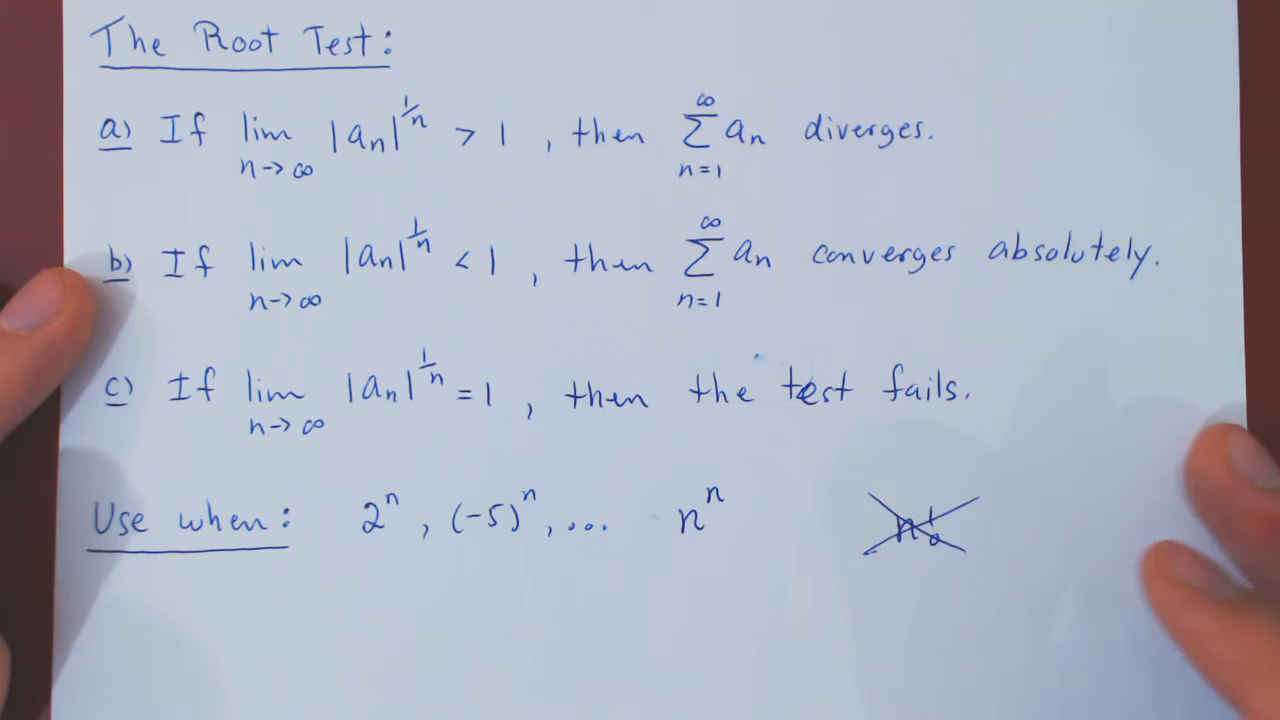 The Root Test:
a) If lim n→∞ |an|^1/n > 1, then ∞ Σ n=1 an diverges.
b) If lim n→∞ |an|^1/n < 1, then ∞ Σ n=1 an converges absolutely.
c) If lim n→∞ |an|^1/n = 1, then the test fails.
Use when: 2^n, (-5)^n, ... n^n n!